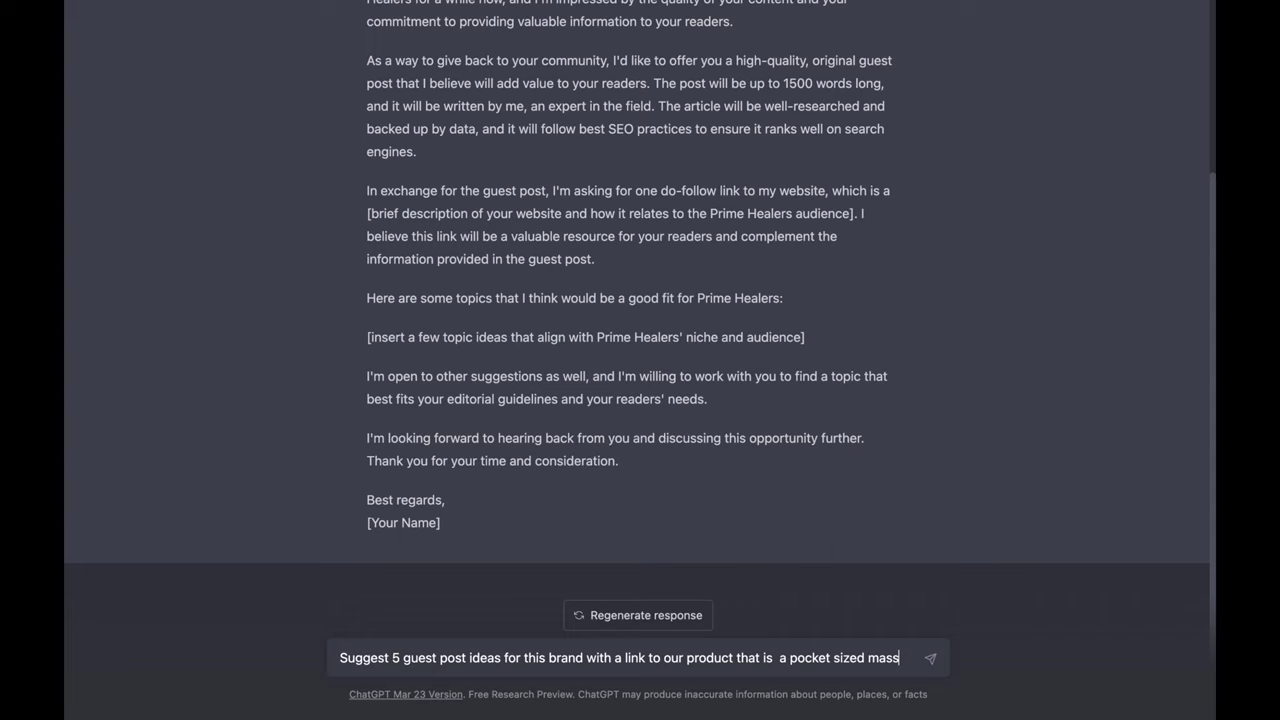 Healers for a while now, and I'm impressed by the quality of your content and your
commitment to providing valuable information to your readers.
As a way to give back to your community, I'd like to offer you a high-quality, original guest
post that I believe will add value to your readers. The post will be up to 1500 words long,
and it will be written by me, an expert in the field. The article will be well-researched and
backed up by data, and it will follow best SEO practices to ensure it ranks well on search
engines.
In exchange for the guest post, I'm asking for one do-follow link to my website, which is a
[brief description of your website and how it relates to the Prime Healers audience]. I
believe this link will be a valuable resource for your readers and complement the
information provided in the guest post.
Here are some topics that I think would be a good fit for Prime Healers:
[insert a few topic ideas that align with Prime Healers' niche and audience]
I'm open to other suggestions as well, and I'm willing to work with you to find a topic that
best fits your editorial guidelines and your readers' needs.
I'm looking forward to hearing back from you and discussing this opportunity further.
Thank you for your time and consideration.
Best regards,
[Your Name]
Regenerate response
Suggest 5 guest post ideas for this brand with a link to our product that is  a pocket sized mass
ChatGPT Mar 23 Version. Free Research Preview. ChatGPT may produce inaccurate information about people, places, or facts